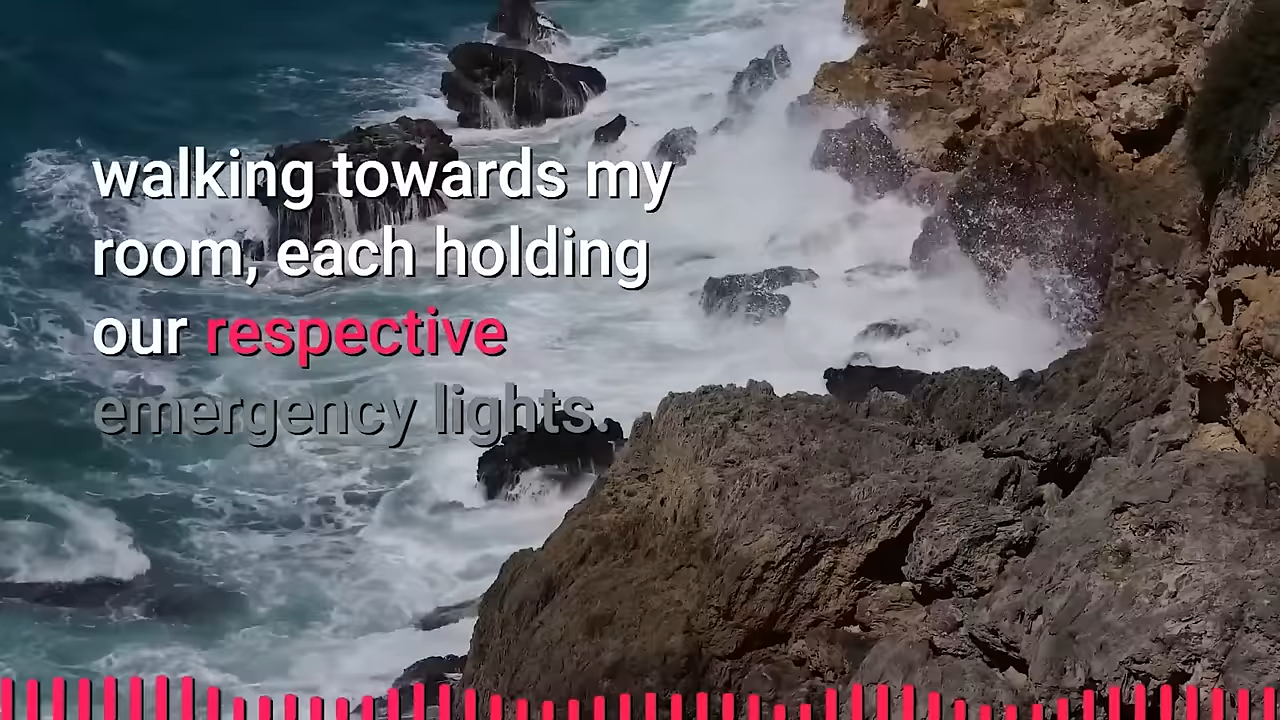 walking towards my
room, each holding
our respective
emergency lights.